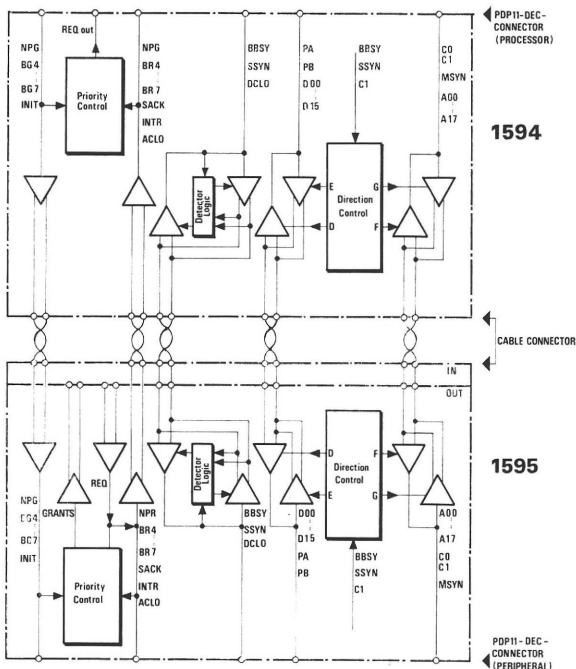 PDP11-DEC-
CONNECTOR
(PROCESSOR)
REQ out
NPG
BG4
BG7
INIT
Priority
Control
NPG
BR4
BR7
SACK
INTR
ACLO
BBSY
SSYN
DCLO
PA
PB
D00
D15
BBSY
SSYN
C1
C0
C1
MSYN
A00
A17
1594
Detector
Logic
E
D
Direction
Control
G
F
CABLE CONNECTOR
IN
OUT
1595
Detector
Logic
D
E
Direction
Control
F
G
NPG
BC7
INIT
GRANTS
REQ
NPR
BR4
BR7
SACK
INTR
ACLO
Priority
Control
BBSY
SSYN
DCLO
D00
D15
PA
PB
BBSY
SSYN
C1
A00
A17
C0
C1
MSYN
PDP11-DEC-
CONNECTOR
(PERIPHERAL)